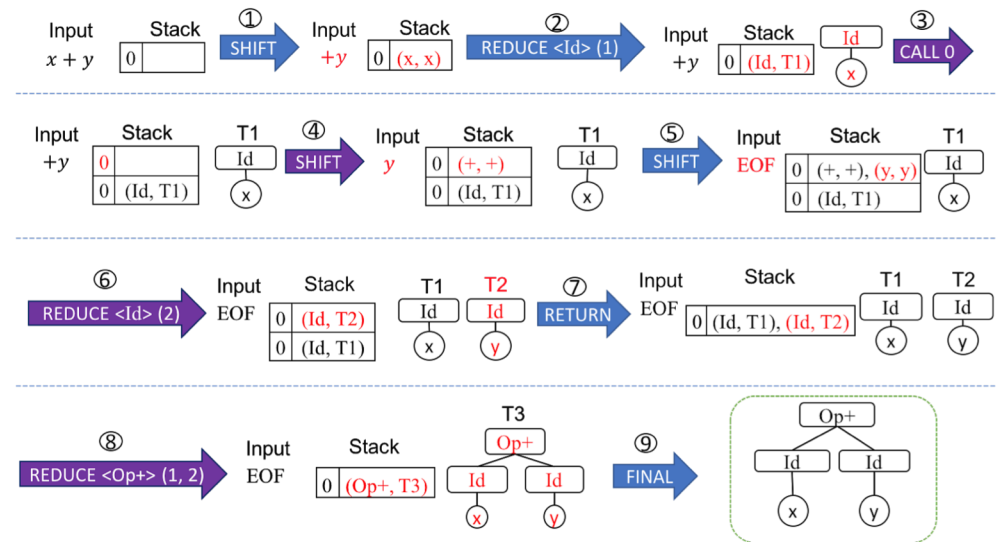 Input Stack ① Input Stack ② Input Stack Id ③
x + y 0 SHIFT +y 0 (x, x) REDUCE <Id> (1) +y 0 (Id, T1) x CALL 0
Input Stack T1 ④ Input Stack T1 ⑤ Input Stack T1
+y 0 Id SHIFT y 0 (+, +) Id SHIFT EOF 0 (+, +), (y, y) Id
0 (Id, T1) x 0 (Id, T1) x 0 (Id, T1) x
⑥ Input Stack T1 T2 ⑦ Input Stack T1 T2
REDUCE <Id> (2) EOF 0 (Id, T2) Id Id RETURN EOF 0 (Id, T1), (Id, T2) Id Id
0 (Id, T1) x y x y
⑧ Input Stack T3 ⑨ Op+
REDUCE <Op+> (1, 2) EOF 0 (Op+, T3) Op+ FINAL Id Id
Id Id x y
x y